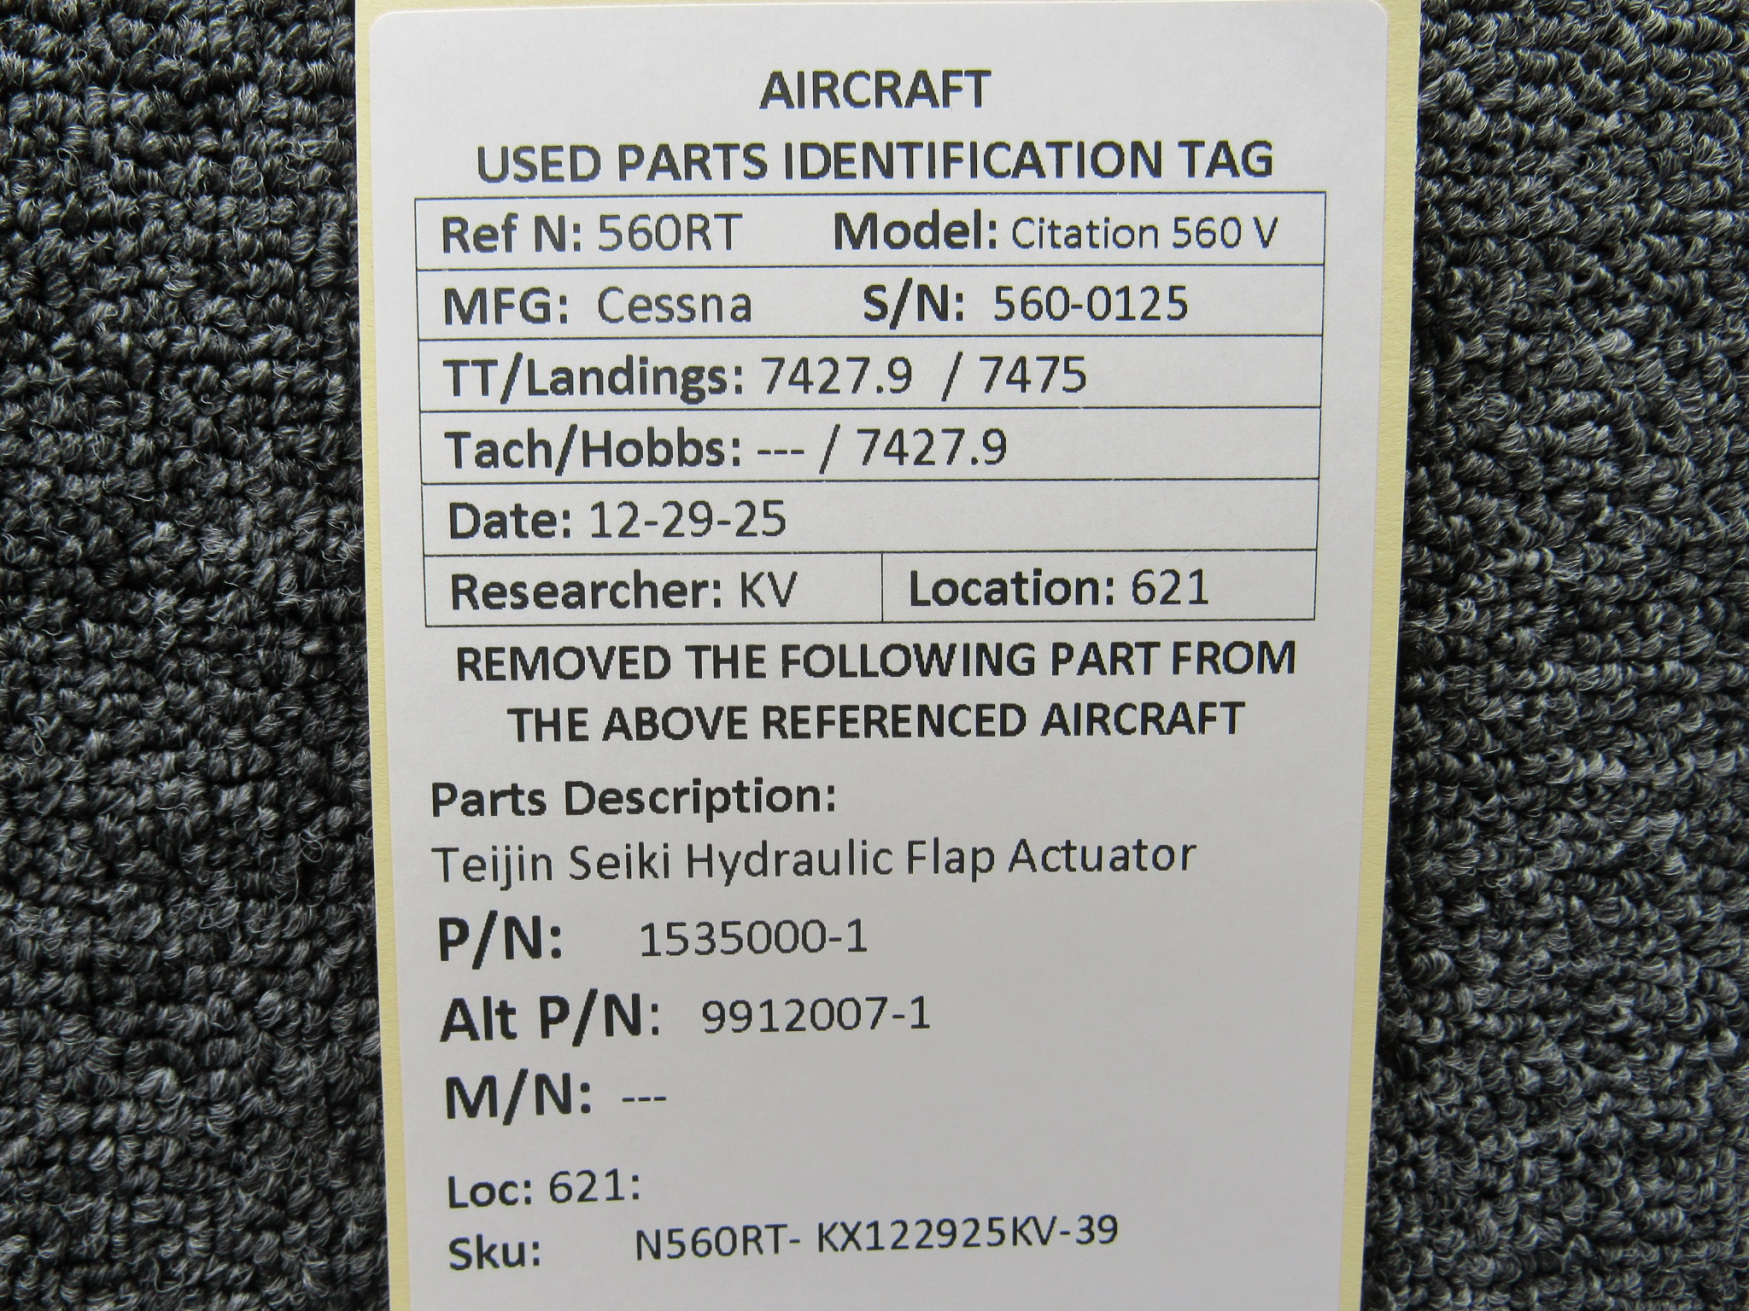 AIRCRAFT
USED PARTS IDENTIFICATION TAG
Ref N: 560RT Model: Citation 560 V
MFG: Cessna S/N: 560-0125
TT/Landings: 7427.9 / 7475
Tach/Hobbs: --- / 7427.9
Date: 12-29-25
Researcher: KV Location: 621
REMOVED THE FOLLOWING PART FROM
THE ABOVE REFERENCED AIRCRAFT
Parts Description:
Teijin Seiki Hydraulic Flap Actuator
P/N: 1535000-1
Alt P/N: 9912007-1
M/N: ---
Loc: 621:
Sku: N560RT- KX122925KV-39